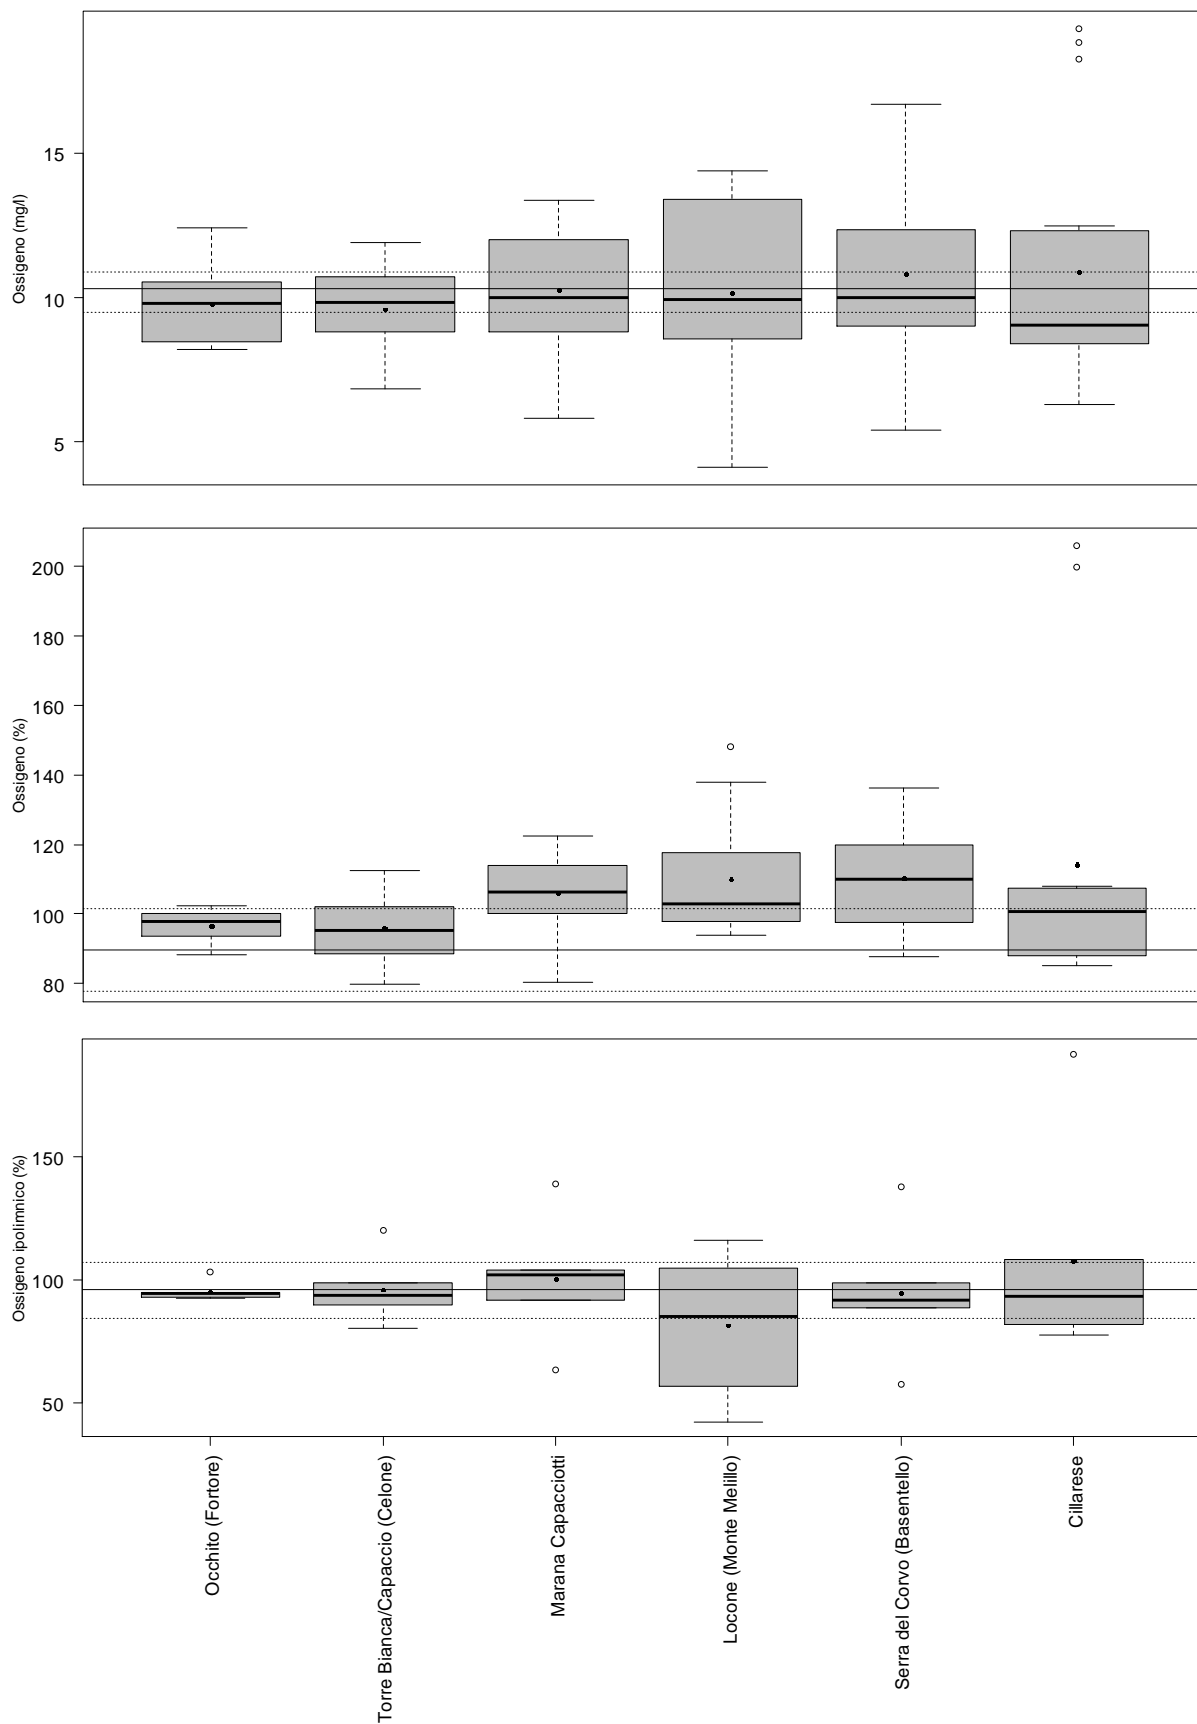 Ossigeno (mg/l)
15
10
5
Ossigeno (%)
200
180
160
140
120
100
80
Ossigeno ipolimnico (%)
150
100
50
Occhito (Fortore)
Torre Bianca/Capaccio (Celone)
Marana Capacciotti
Locone (Monte Melillo)
Serra del Corvo (Basentello)
Cillarese